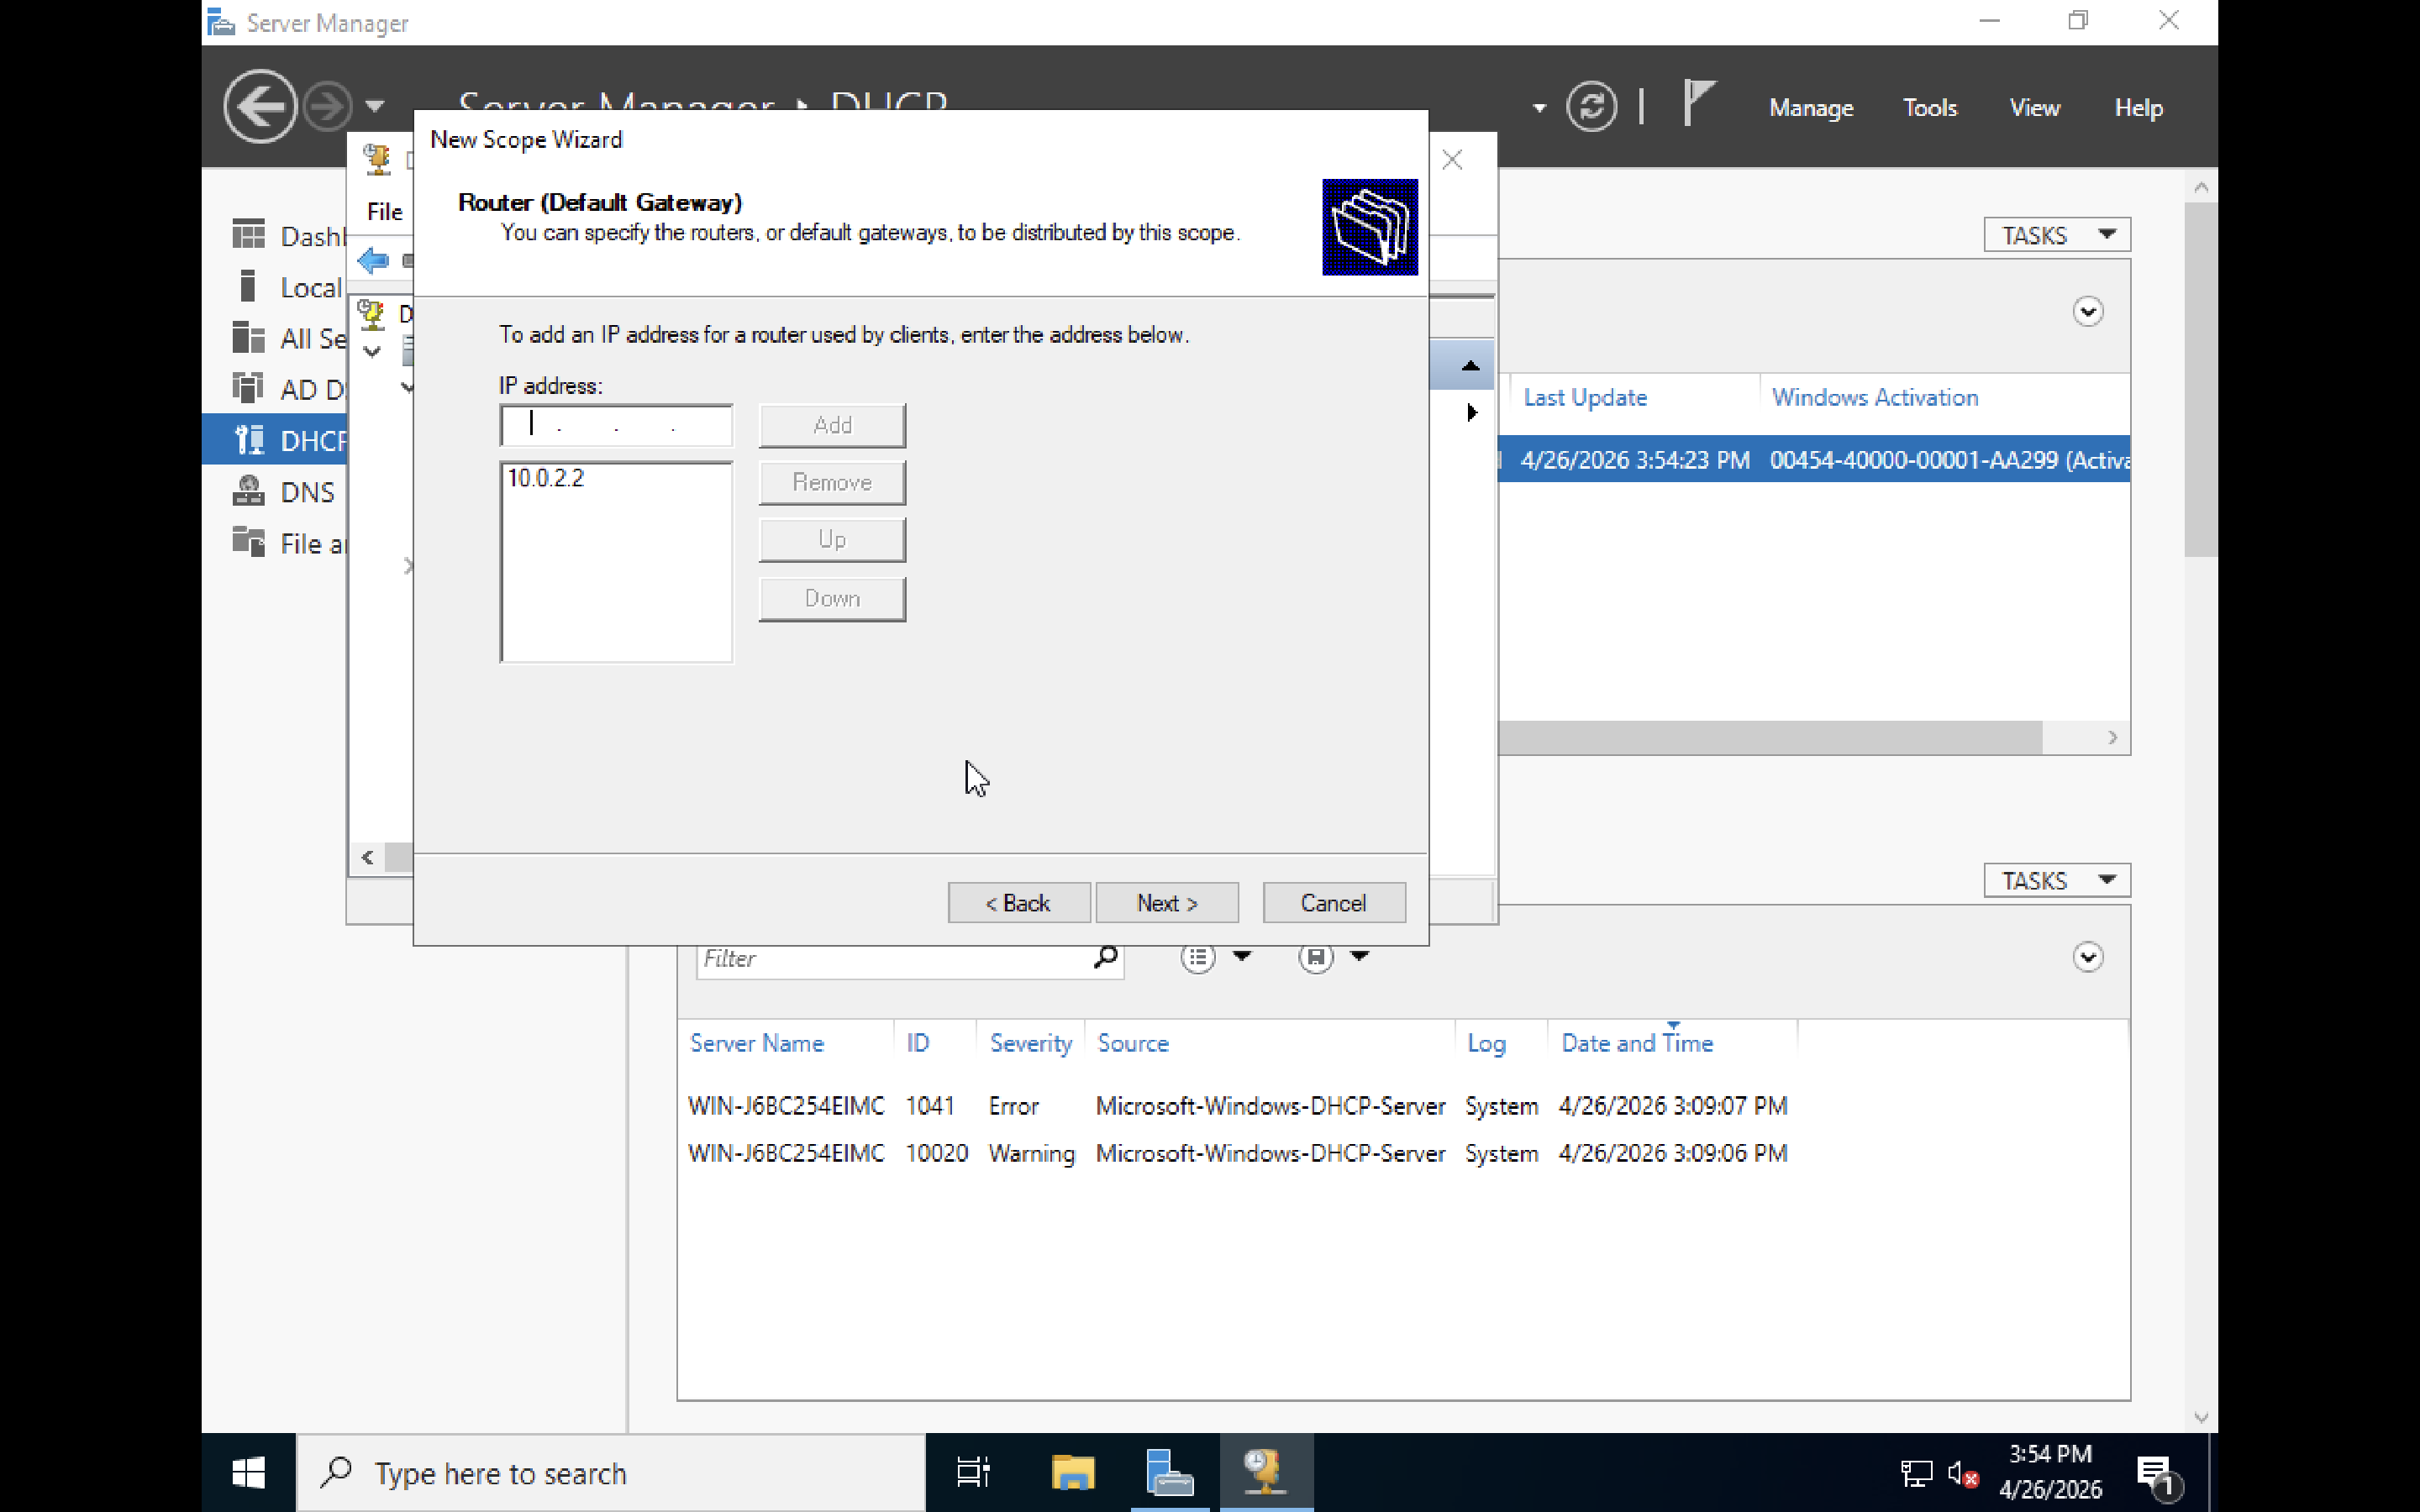 Server Manager
Server Manager DHCP
Manage Tools View Help
New Scope Wizard
File
Router (Default Gateway)
You can specify the routers, or default gateways, to be distributed by this scope.
Dashb
Local
All Se
AD D
DHCP
DNS
File a
TASKS
To add an IP address for a router used by clients, enter the address below.
IP address:
. . .
Add
10.0.2.2
Remove
Up
Down
Last Update Windows Activation
4/26/2026 3:54:23 PM 00454-40000-00001-AA299 (Activa
< Back Next > Cancel
TASKS
Filter
Server Name ID Severity Source Log Date and Time
WIN-J6BC254EIMC 1041 Error Microsoft-Windows-DHCP-Server System 4/26/2026 3:09:07 PM
WIN-J6BC254EIMC 10020 Warning Microsoft-Windows-DHCP-Server System 4/26/2026 3:09:06 PM
Type here to search
3:54 PM
4/26/2026
1